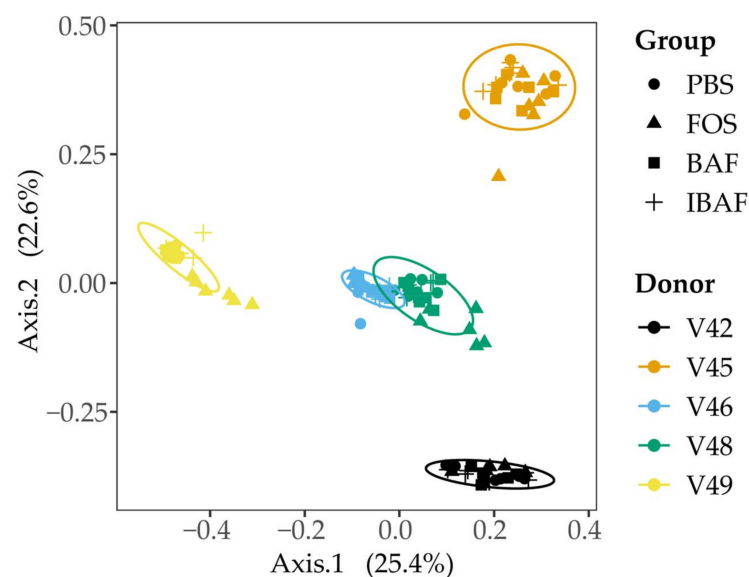 0.50
0.25
0.00
−0.25
Axis.2 (22.6%)
−0.4
−0.2
0.0
0.2
0.4
Axis.1 (25.4%)
Group
PBS
FOS
BAF
IBAF
Donor
V42
V45
V46
V48
V49